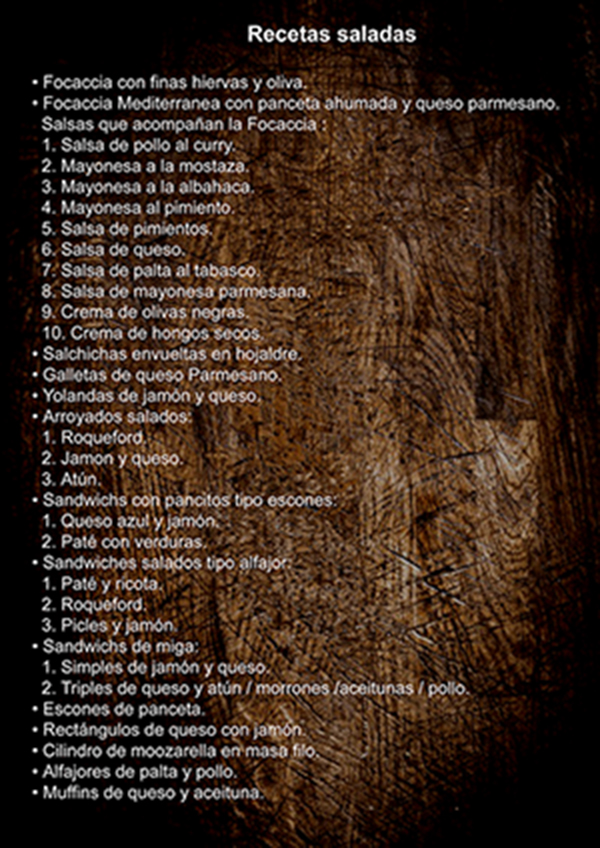 Recetas saladas
• Focaccia con finas hiervas y oliva.
• Focaccia Mediterranea con panceta ahumada y queso parmesano.
Salsas que acompañan la Focaccia :
1. Salsa de pollo al curry.
2. Mayonesa a la mostaza.
3. Mayonesa a la albahaca.
4. Mayonesa al pimiento.
5. Salsa de pimientos.
6. Salsa de queso.
7. Salsa de palta al tabasco.
8. Salsa de mayonesa parmesana.
9. Crema de olivas negras.
10. Crema de hongos secos.
• Salchichas envueltas en hojaldre.
• Galletas de queso Parmesano.
• Yolandas de jamón y queso.
• Arroyados salados:
1. Roqueford.
2. Jamon y queso.
3. Atún.
• Sandwichs con pancitos tipo escones:
1. Queso azul y jamón.
2. Paté con verduras.
• Sandwiches salados tipo alfajor:
1. Paté y ricota.
2. Roqueford.
3. Picles y jamón.
• Sandwichs de miga:
1. Simples de jamón y queso.
2. Triples de queso y atún / morrones /aceitunas / pollo.
• Escones de panceta.
• Rectángulos de queso con jamón.
• Cilindro de moozarella en masa filo.
• Alfajores de palta y pollo.
• Muffins de queso y aceituna.